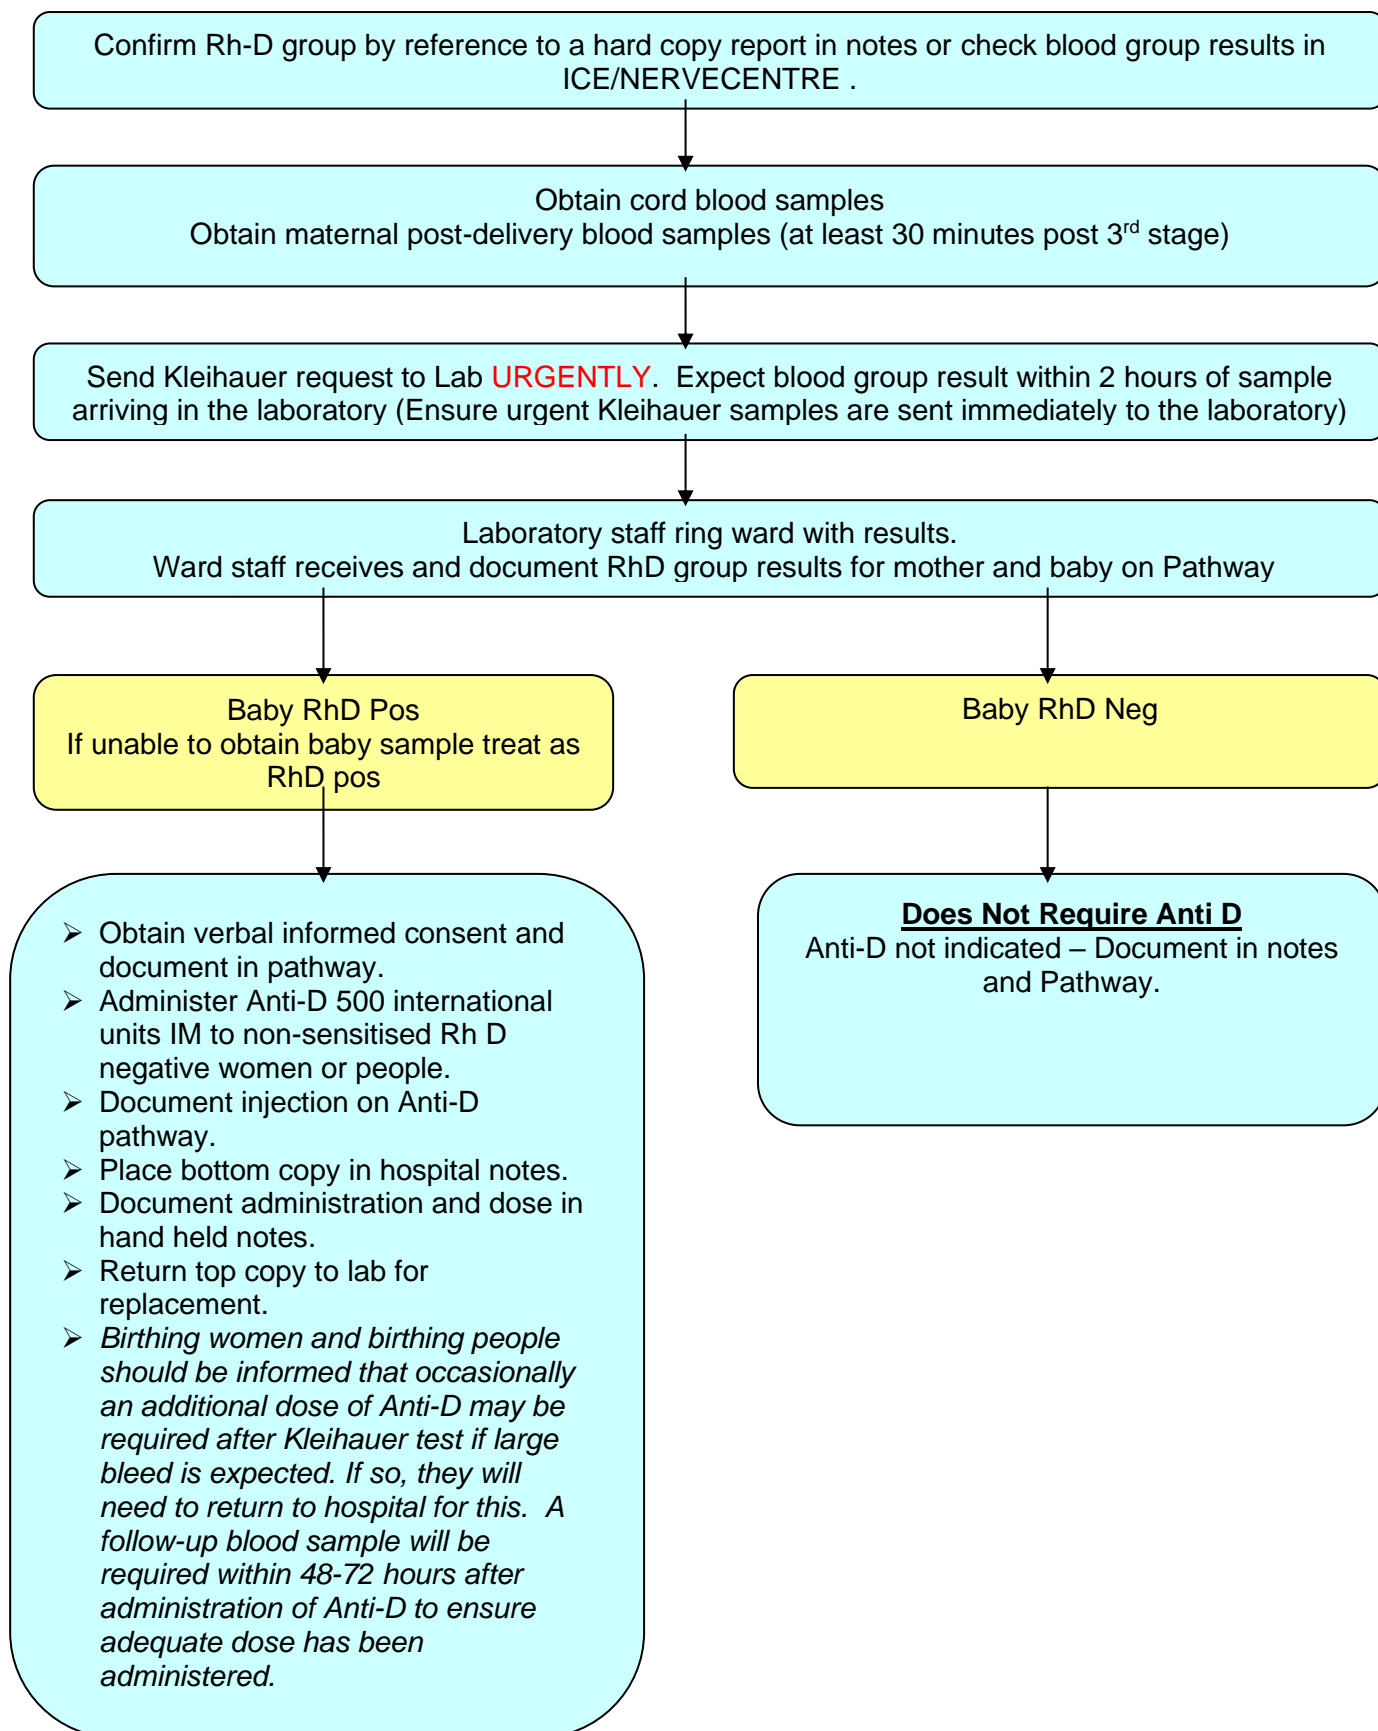 Confirm Rh-D group by reference to a hard copy report in notes or check blood group results in
ICE/NERVECENTRE .
Obtain cord blood samples
Obtain maternal post-delivery blood samples (at least 30 minutes post 3rd stage)
Send Kleihauer request to Lab URGENTLY.  Expect blood group result within 2 hours of sample
arriving in the laboratory (Ensure urgent Kleihauer samples are sent immediately to the laboratory)
Laboratory staff ring ward with results.
Ward staff receives and document RhD group results for mother and baby on Pathway
Baby RhD Pos
If unable to obtain baby sample treat as
RhD pos
Baby RhD Neg
➢ Obtain verbal informed consent and
document in pathway.
➢ Administer Anti-D 500 international
units IM to non-sensitised Rh D
negative women or people.
➢ Document injection on Anti-D
pathway.
➢ Place bottom copy in hospital notes.
➢ Document administration and dose in
hand held notes.
➢ Return top copy to lab for
replacement.
➢ Birthing women and birthing people
should be informed that occasionally
an additional dose of Anti-D may be
required after Kleihauer test if large
bleed is expected. If so, they will
need to return to hospital for this.  A
follow-up blood sample will be
required within 48-72 hours after
administration of Anti-D to ensure
adequate dose has been
administered.
Does Not Require Anti D
Anti-D not indicated – Document in notes
and Pathway.